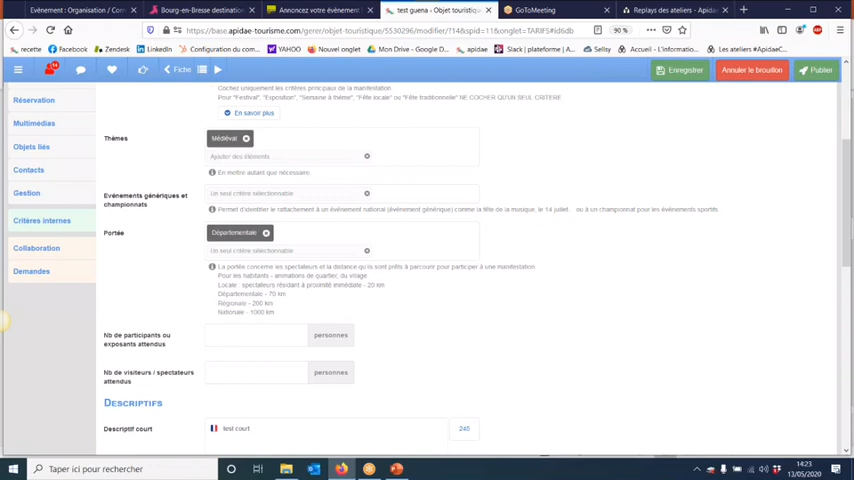 Evénement : Organisation / Com
Bourg-en-Bresse destination
Annoncez votre évènement !
test guena - Objet touristique
GoToMeeting
Replays des ateliers - Apidae
https://base.apidae-tourisme.com/gerer/objet-touristique/5530296/modifier/?14&spid=11&onglet=TARIFS#id6db
90 %
recette
Facebook
Zendesk
LinkedIn
Configuration du com...
YAHOO
Nouvel onglet
Mon Drive - Google...
apidae
Slack | plateforme | A...
Sellsy
Accueil - L'informatio...
Les ateliers #ApidaeC...
Fiche
Enregistrer
Annuler le brouillon
Publier
Réservation
Multimédias
Objets liés
Contacts
Gestion
Critères internes
Collaboration
Demandes
Cochez uniquement les critères principaux de la manifestation.
Pour "Festival", "Exposition", "Semaine à thème", "Fête locale" ou "Fête traditionnelle" NE COCHER QU'UN SEUL CRITERE
En savoir plus
Thèmes
Médiéval
Ajouter des éléments
En mettre autant que nécessaire
Evénements génériques et
championnats
Un seul critère sélectionnable
Permet d'identifier le rattachement à un événement national (événement générique) comme la fête de la musique, le 14 juillet... ou à un championnat pour les événements sportifs.
Portée
Départementale
Un seul critère sélectionnable
La portée concerne les spectateurs et la distance qu'ils sont prêts à parcourir pour participer à une manifestation
Pour les habitants - animations de quartier, du village
Locale : spectateurs résidant à proximité immédiate - 20 km
Départementale - 70 km
Régionale - 200 km
Nationale - 1000 km
Nb de participants ou
exposants attendus
personnes
Nb de visiteurs / spectateurs
attendus
personnes
DESCRIPTIFS
Descriptif court
test court
245
Taper ici pour rechercher
14:23
13/05/2020